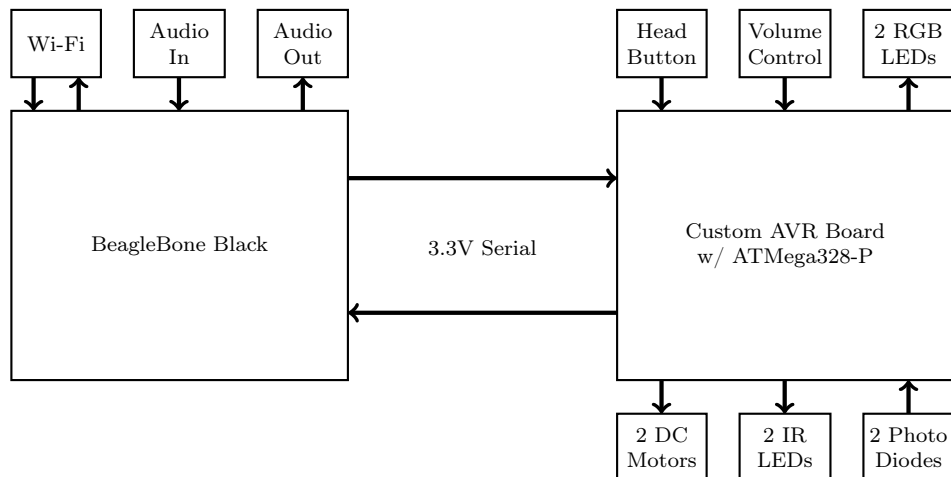 Wi-Fi
Audio
In
Audio
Out
Head
Button
Volume
Control
2 RGB
LEDs
BeagleBone Black
3.3V Serial
Custom AVR Board
w/ ATMega328-P
2 DC
Motors
2 IR
LEDs
2 Photo
Diodes